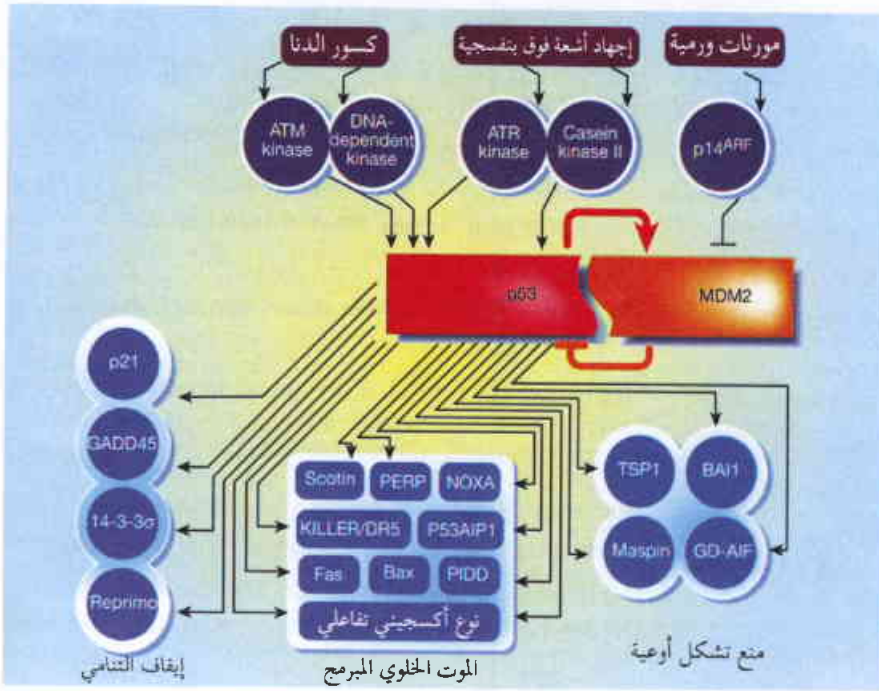 كسور الدنا
إجهاد أشعة فوق بنفسجية
مورثات ورمية
ATM
kinase
DNA-
dependent
kinase
ATR
kinase
Casein
kinase II
p14ARF
p53
MDM2
p21
GADD45
14-3-3σ
Reprimo
Scotin
PERP
NOXA
KILLER/DR5
P53AIP1
Fas
Bax
PIDD
نوع أكسجيني تفاعلي
TSP1
BAI1
Maspin
GD-AIF
إيقاف التنامي
الموت الخلوي المبرمج
منع تشكل أوعية